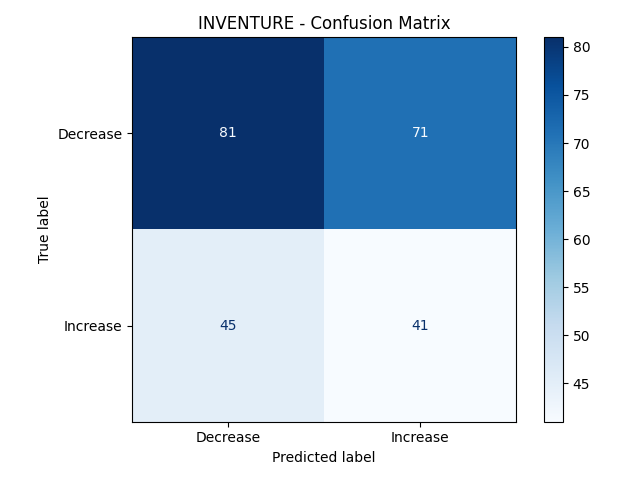 INVENTURE - Confusion Matrix
80
75
70
65
60
55
50
45
Decrease
81
71
True label
Increase
45
41
Decrease
Increase
Predicted label